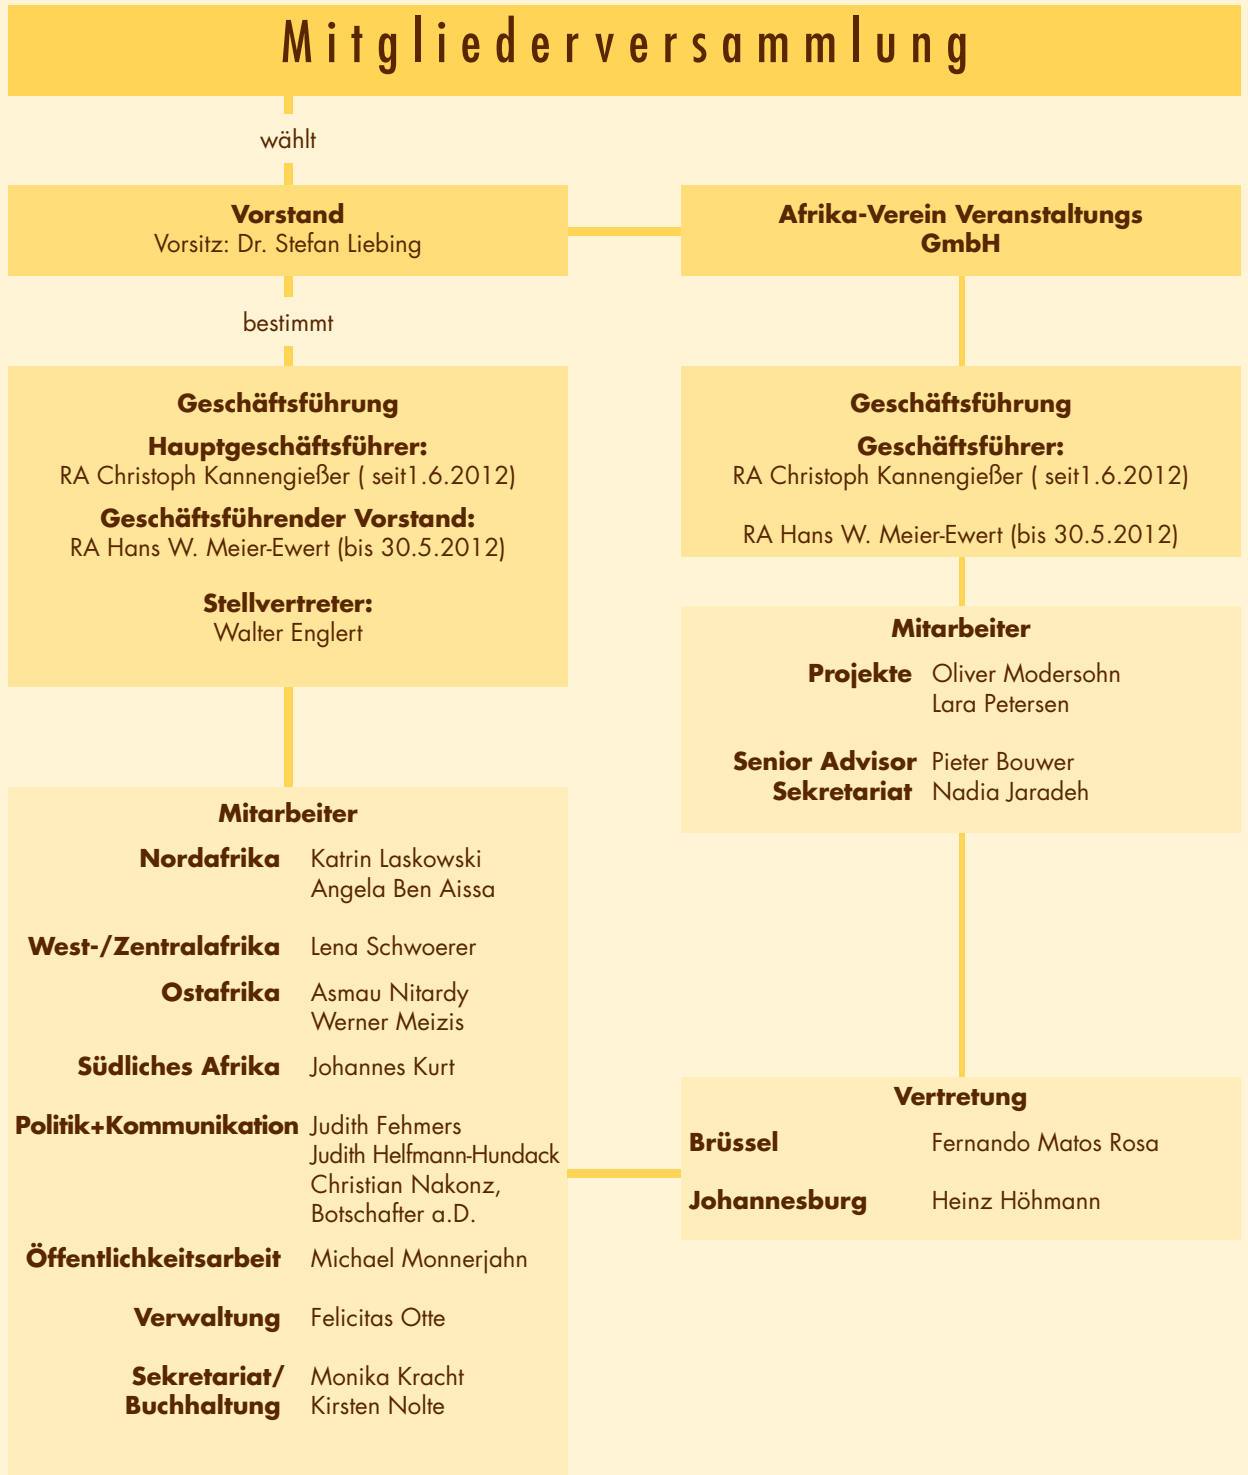 Mitgliederversammlung
wählt
Vorstand
Vorsitz: Dr. Stefan Liebing
Afrika-Verein Veranstaltungs
GmbH
bestimmt
Geschäftsführung
Hauptgeschäftsführer:
RA Christoph Kannengießer ( seit1.6.2012)
Geschäftsführender Vorstand:
RA Hans W. Meier-Ewert (bis 30.5.2012)
Stellvertreter:
Walter Englert
Geschäftsführung
Geschäftsführer:
RA Christoph Kannengießer ( seit1.6.2012)
RA Hans W. Meier-Ewert (bis 30.5.2012)
Mitarbeiter
Projekte Oliver Modersohn
Lara Petersen
Senior Advisor Pieter Bouwer
Sekretariat Nadia Jaradeh
Mitarbeiter
Nordafrika Katrin Laskowski
Angela Ben Aissa
West-/Zentralafrika Lena Schwoerer
Ostafrika Asmau Nitardy
Werner Meizis
Südliches Afrika Johannes Kurt
Politik+Kommunikation Judith Fehmers
Judith Helfmann-Hundack
Christian Nakonz,
Botschafter a.D.
Öffentlichkeitsarbeit Michael Monnerjahn
Verwaltung Felicitas Otte
Sekretariat/ Monika Kracht
Buchhaltung Kirsten Nolte
Vertretung
Brüssel Fernando Matos Rosa
Johannesburg Heinz Höhmann